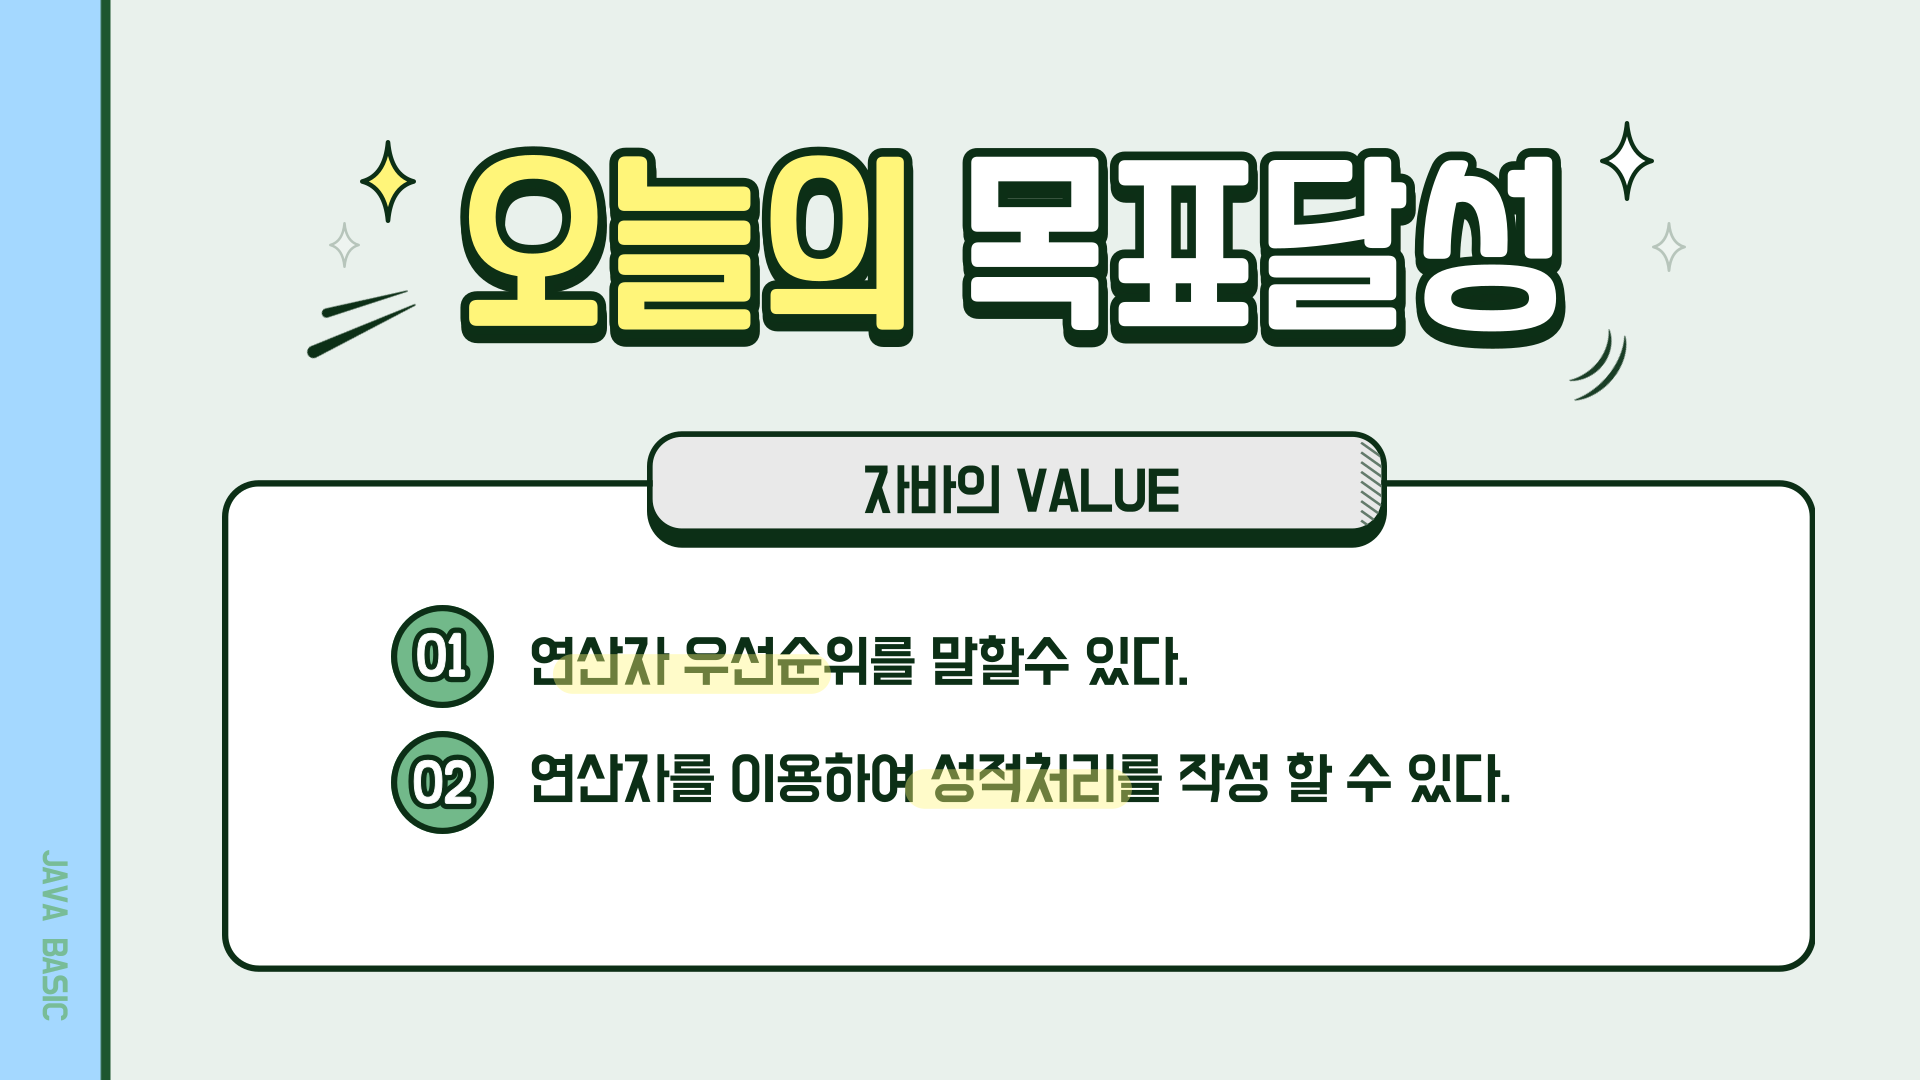 오늘의 목표달성
자바의 VALUE
01 연산자 우선순위를 말할수 있다.
02 연산자를 이용하여 성적처리를 작성 할 수 있다.
JAVA BASIC